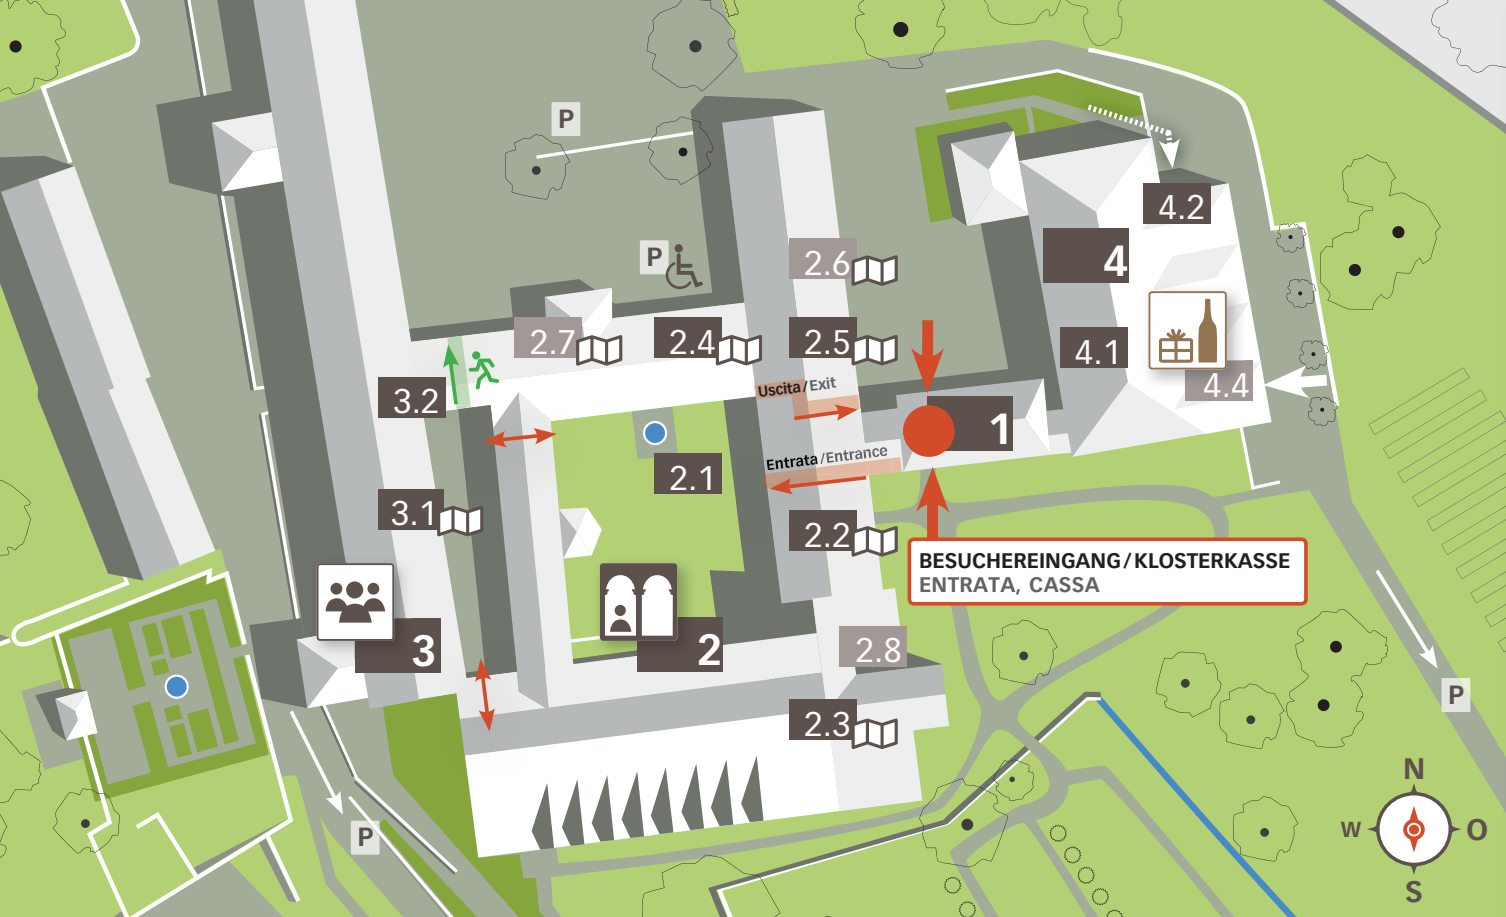 P
P
2.6
4.2
4
2.7
2.4
2.5
4.1
4.4
3.2
Uscita/Exit
1
Entrata/Entrance
2.1
3.1
2.2
BESUCHEREINGANG/KLOSTERKASSE
ENTRATA, CASSA
3
2
2.8
2.3
P
P
N
W O
S